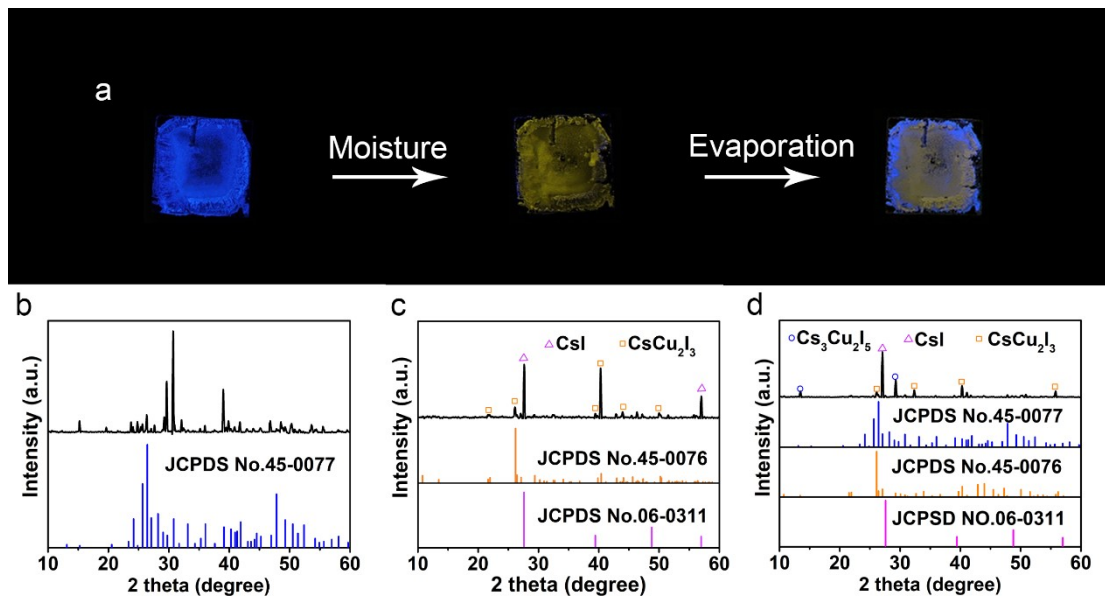 a
Moisture
Evaporation
b
Intensity (a.u.)
JCPDS No.45-0077
10 20 30 40 50 60
2 theta (degree)
c
Intensity (a.u.)
△ CsI □ CsCu₂I₃
JCPDS No.45-0076
JCPDS NO.06-0311
10 20 30 40 50 60
2 theta (degree)
d
Intensity (a.u.)
○ Cs₃Cu₂I₅ △ CsI □ CsCu₂I₃
JCPDS No.45-0077
JCPDS No.45-0076
JCPSD NO.06-0311
10 20 30 40 50 60
2 theta (degree)